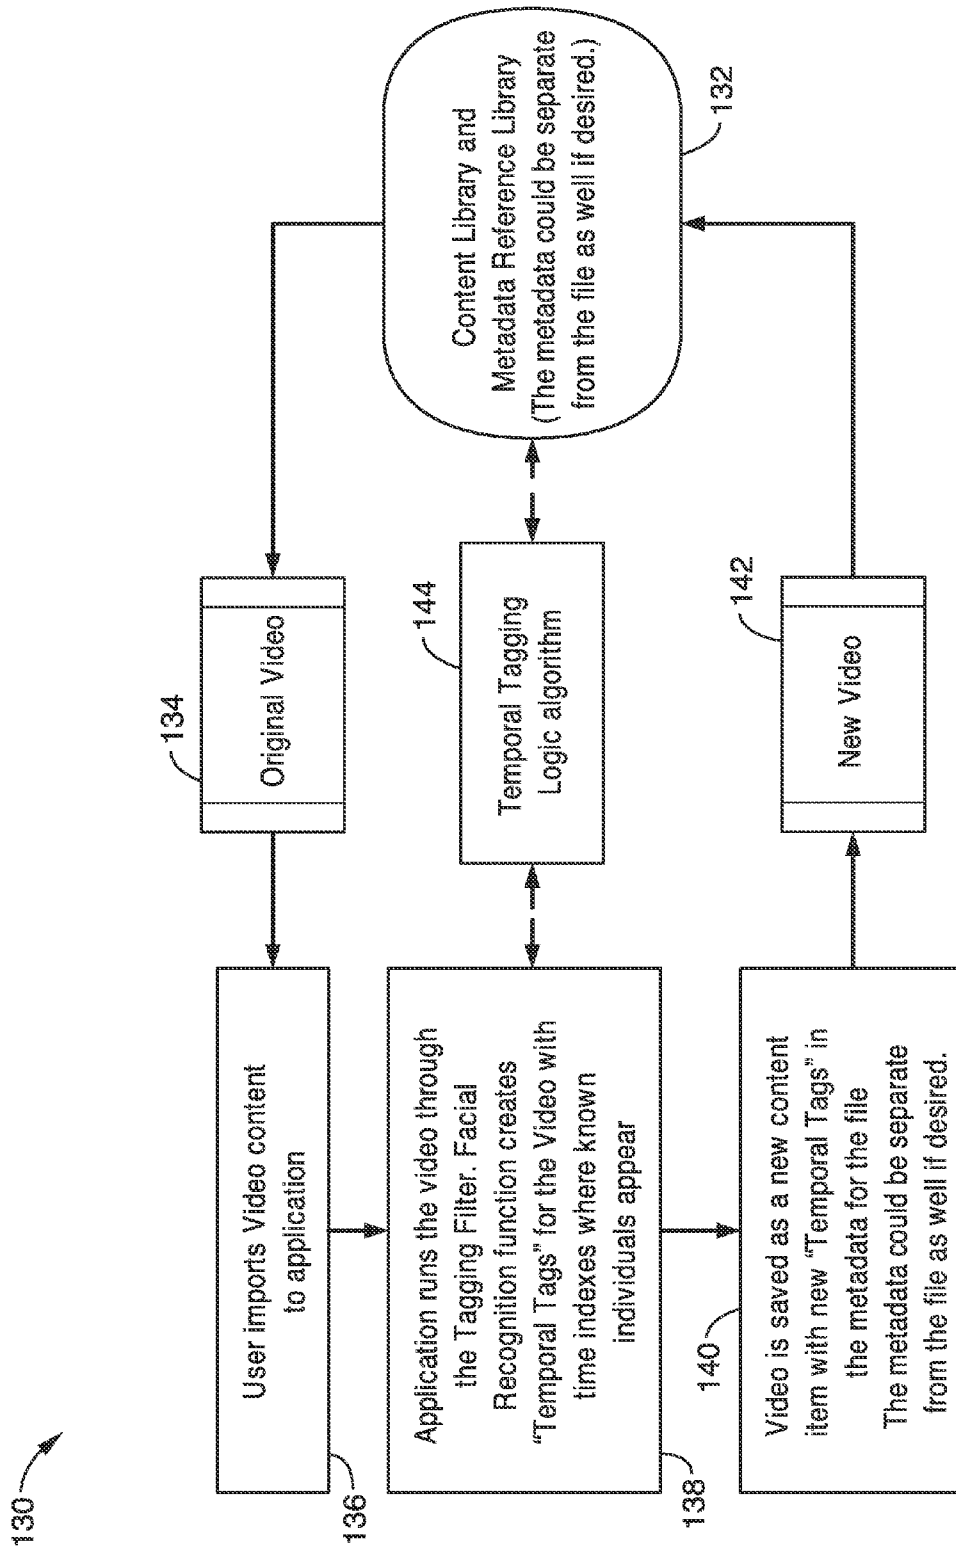 130
User imports Video content
to application
136
Application runs the video through
the Tagging Filter. Facial
Recognition function creates
“Temporal Tags” for the Video with
time indexes where known
individuals appear
138
Video is saved as a new content
item with new “Temporal Tags” in
the metadata for the file
The metadata could be separate
from the file as well if desired.
140
134
Original Video
144
Temporal Tagging
Logic algorithm
142
New Video
Content Library and
Metadata Reference Library
(The metadata could be separate
from the file as well if desired.)
132